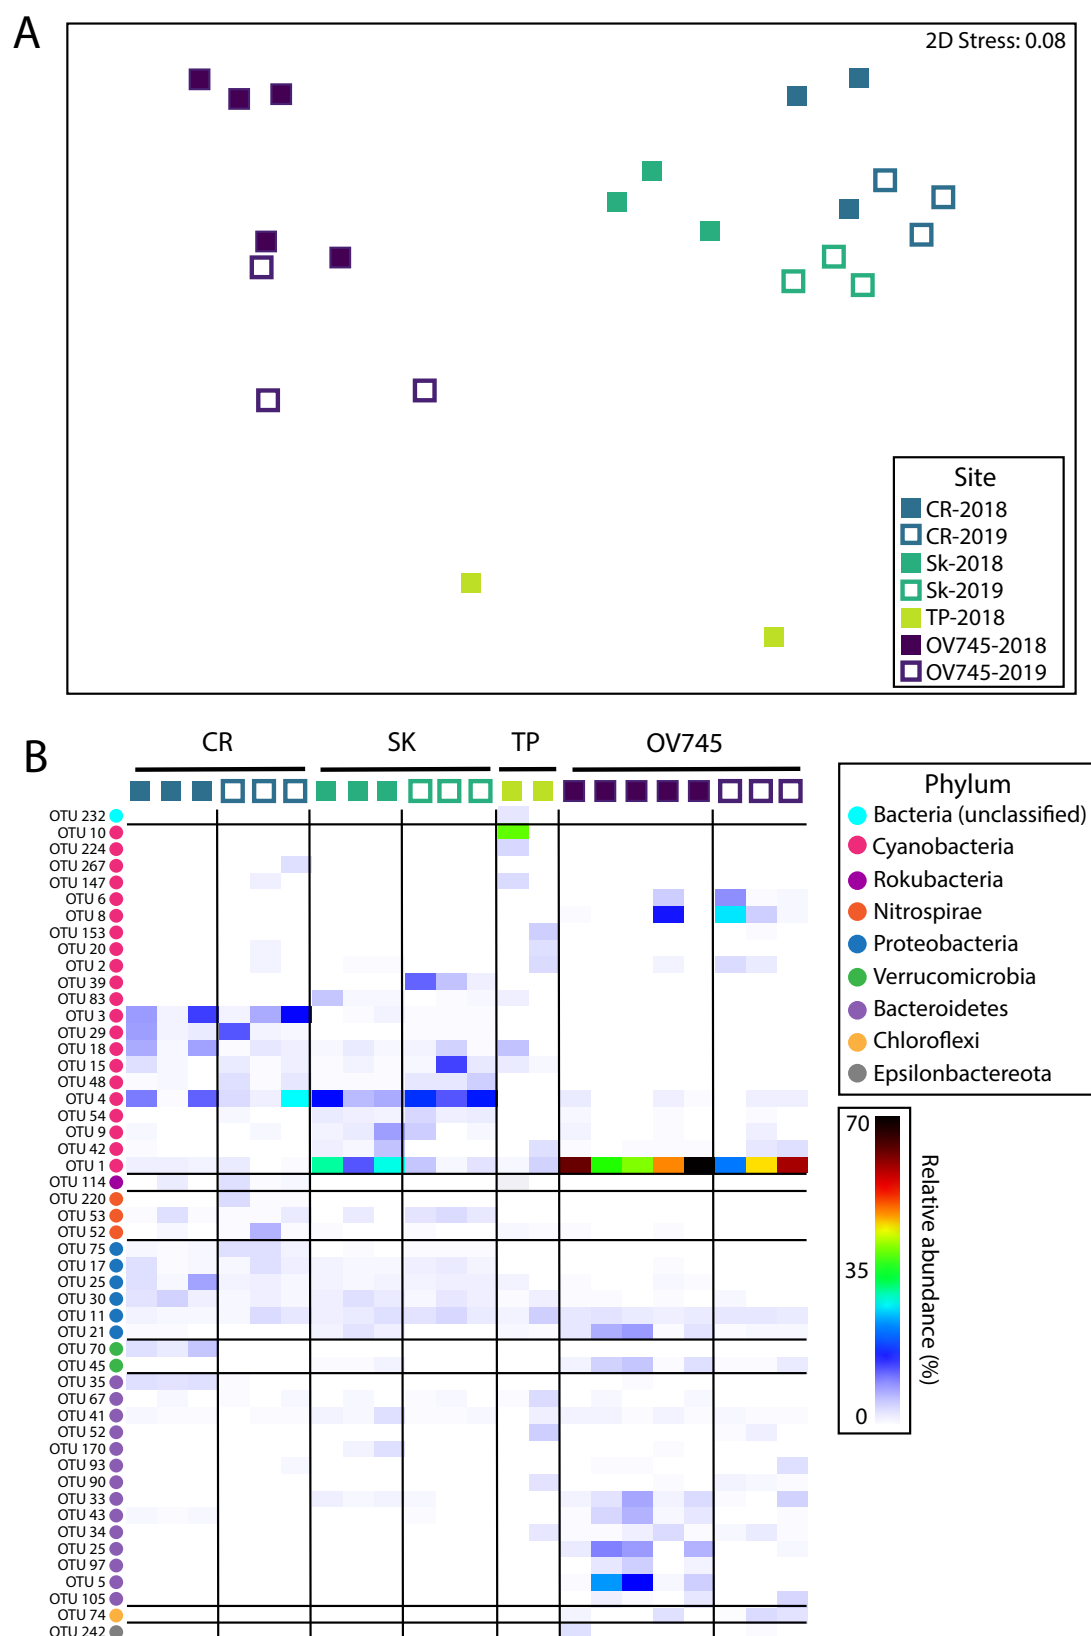 A
2D Stress: 0.08
Site
CR-2018
CR-2019
Sk-2018
Sk-2019
TP-2018
OV745-2018
OV745-2019
B
CR
SK
TP
OV745
OTU 232
OTU 10
OTU 224
OTU 267
OTU 147
OTU 6
OTU 8
OTU 153
OTU 20
OTU 2
OTU 39
OTU 83
OTU 3
OTU 29
OTU 18
OTU 15
OTU 48
OTU 4
OTU 54
OTU 9
OTU 42
OTU 1
OTU 114
OTU 220
OTU 53
OTU 52
OTU 75
OTU 17
OTU 25
OTU 30
OTU 11
OTU 21
OTU 70
OTU 45
OTU 35
OTU 67
OTU 41
OTU 52
OTU 170
OTU 93
OTU 90
OTU 33
OTU 43
OTU 34
OTU 25
OTU 97
OTU 5
OTU 105
OTU 74
OTU 242
Phylum
Bacteria (unclassified)
Cyanobacteria
Rokubacteria
Nitrospirae
Proteobacteria
Verrucomicrobia
Bacteroidetes
Chloroflexi
Epsilonbactereota
70
35
0
Relative abundance (%)